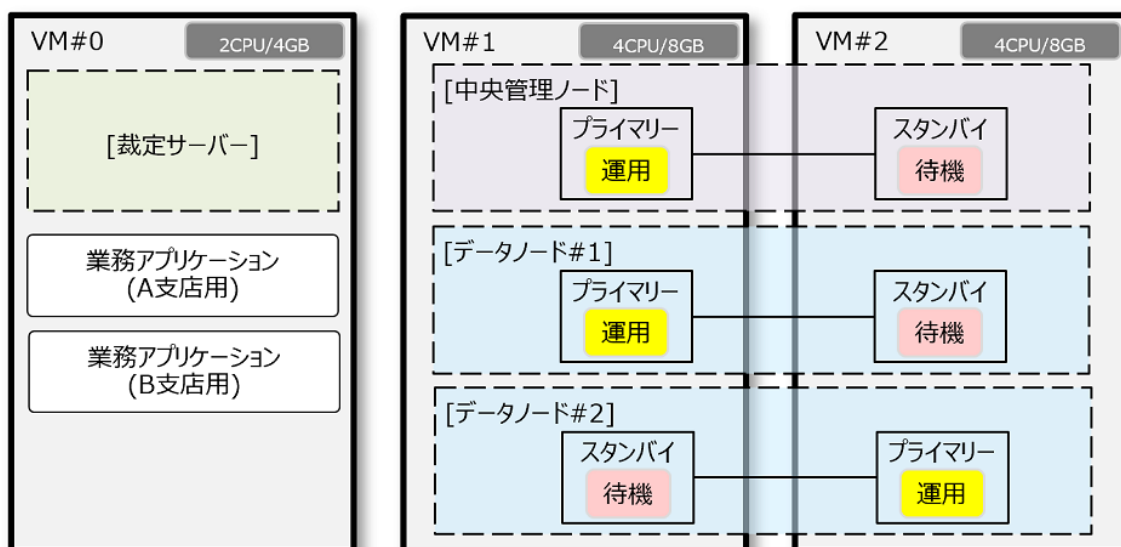 VM#0
2CPU/4GB
[裁定サーバー]
業務アプリケーション
(A支店用)
業務アプリケーション
(B支店用)
VM#1
4CPU/8GB
VM#2
4CPU/8GB
[中央管理ノード]
プライマリー
運用
スタンバイ
待機
[データノード#1]
プライマリー
運用
スタンバイ
待機
[データノード#2]
スタンバイ
待機
プライマリー
運用